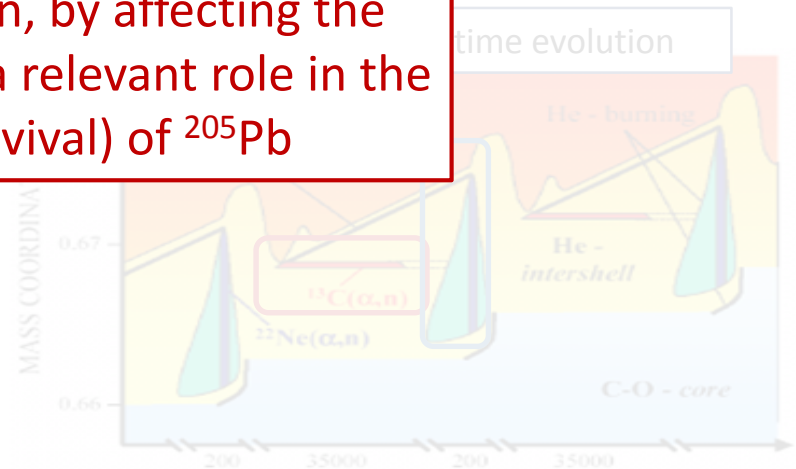 n, by affecting the
a relevant role in the
vival) of ²⁰⁵Pb
time evolution
He - burning
MASS COORDINA
0.67
He -
intershell
¹³C(α,n)
²²Ne(α,n)
C-O - core
0.66
200 35000 200 35000